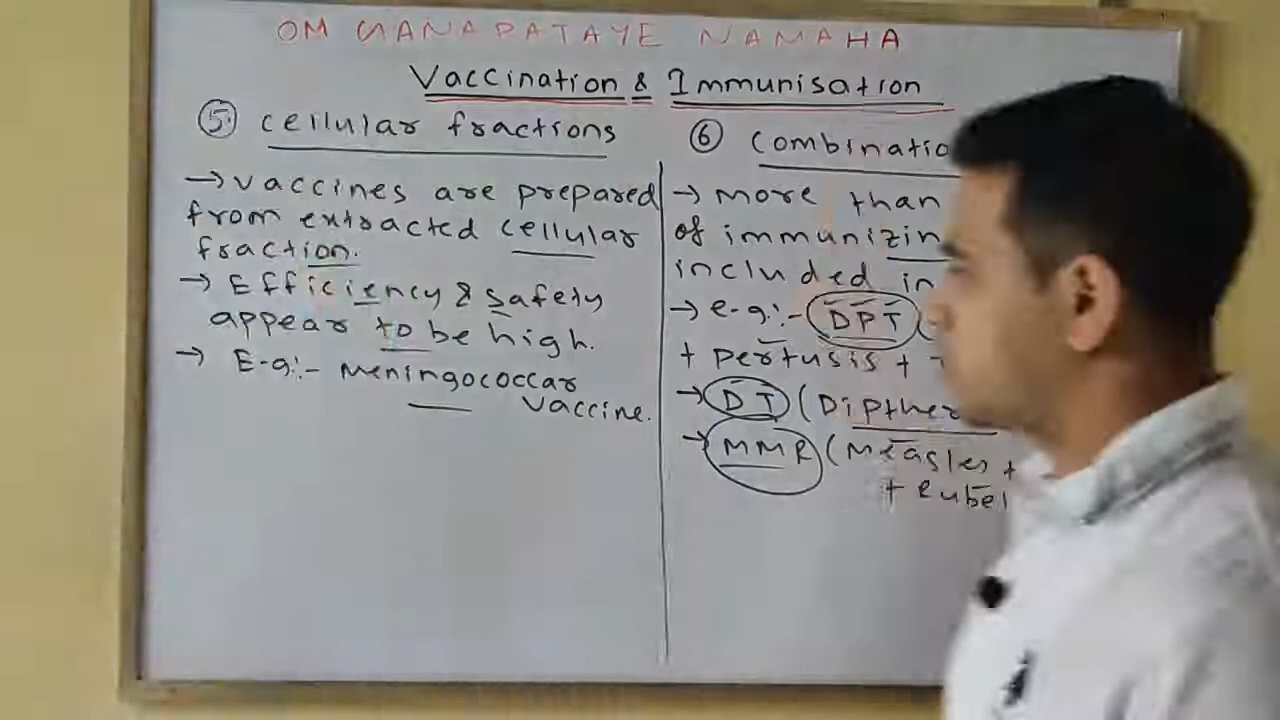 OM GANAPATAYE NAMAHA
Vaccination & Immunisation
⑤ cellular fractions
→ vaccines are prepared
from extracted cellular
fraction.
→ Efficiency & safety
appear to be high.
→ E-g:- Meningococcar
vaccine.
⑥ Combinatio
→ more than
of immunizin
included in
→ e-g:- DPT (
+ Pertusis +
→ DT (Dipther
→ MMR (Measles +
+ Rubel